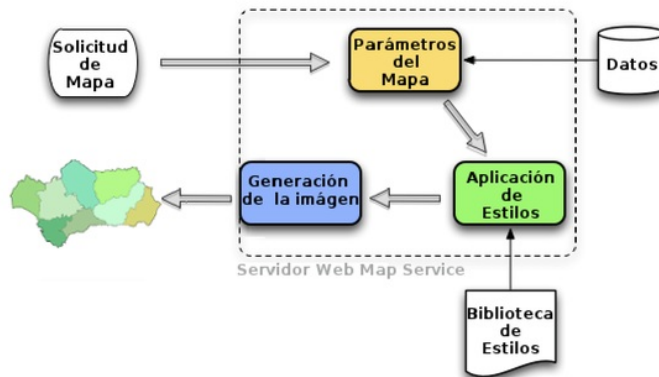 Solicitud
de
Mapa
Parámetros
del
Mapa
Datos
Generación
de la imágen
Aplicación
de
Estilos
Servidor Web Map Service
Biblioteca
de
Estilos